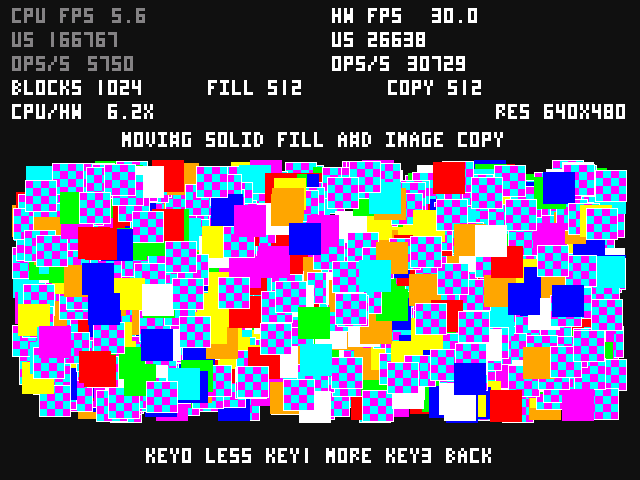 CPU FPS 5.6 HW FPS 30.0
US 166767 US 26638
OPS/S 5750 OPS/S 30729
BLOCKS 1024 FILL 512 COPY 512
CPU/HW 6.2X RES 640X480
MOVING SOLID FILL AND IMAGE COPY
KEY0 LESS KEY1 MORE KEY3 BACK